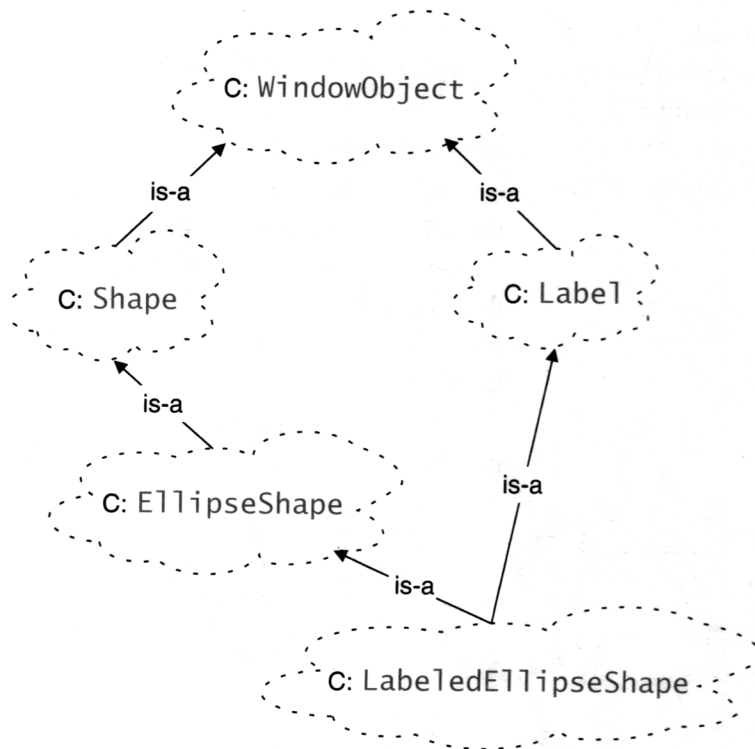 C: WindowObject
is-a
is-a
C: Shape
C: Label
is-a
is-a
C: EllipseShape
is-a
C: LabeledEllipseShape